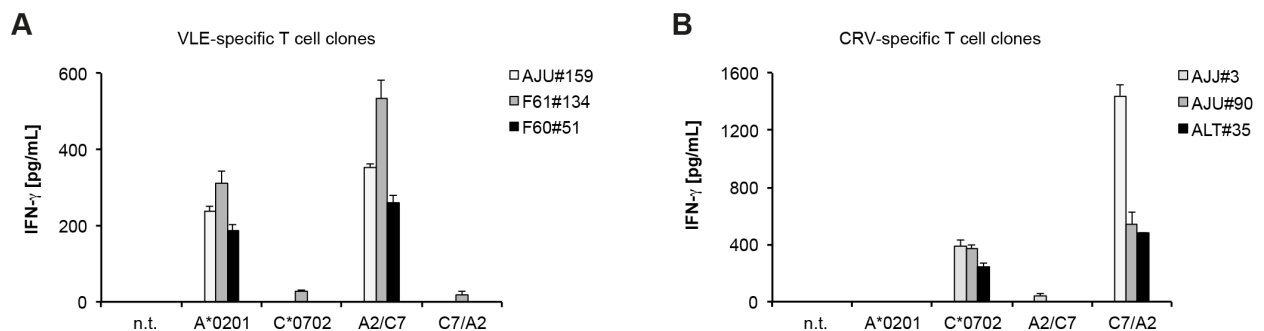 A
VLE-specific T cell clones
IFN-γ [pg/mL]
600
400
200
0
n.t. A*0201 C*0702 A2/C7 C7/A2
AJU#159
F61#134
F60#51
B
CRV-specific T cell clones
IFN-γ [pg/mL]
1600
1200
800
400
0
n.t. A*0201 C*0702 A2/C7 C7/A2
AJJ#3
AJU#90
ALT#35